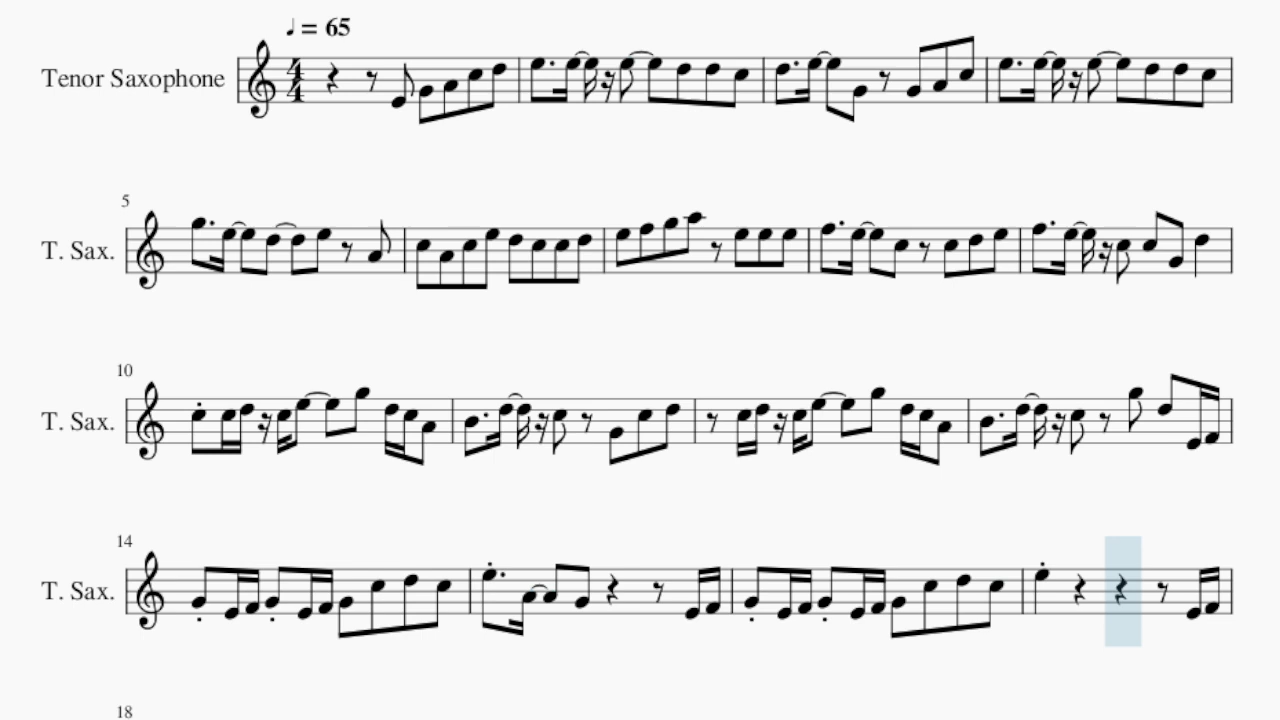 ♩ = 65
Tenor Saxophone
4
4
5
T. Sax.
10
T. Sax.
14
T. Sax.
18